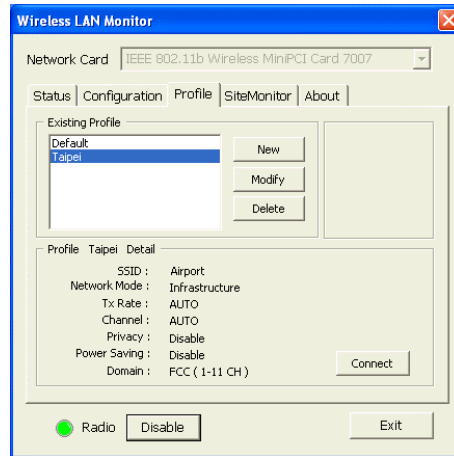 Wireless LAN Monitor
Network Card IEEE 802.11b Wireless MiniPCI Card 7007
Status Configuration Profile SiteMonitor About
Existing Profile
Default
Taipei
New
Modify
Delete
Profile Taipei Detail
SSID : Airport
Network Mode : Infrastructure
Tx Rate : AUTO
Channel : AUTO
Privacy : Disable
Power Saving : Disable
Domain : FCC ( 1-11 CH )
Connect
Radio Disable Exit